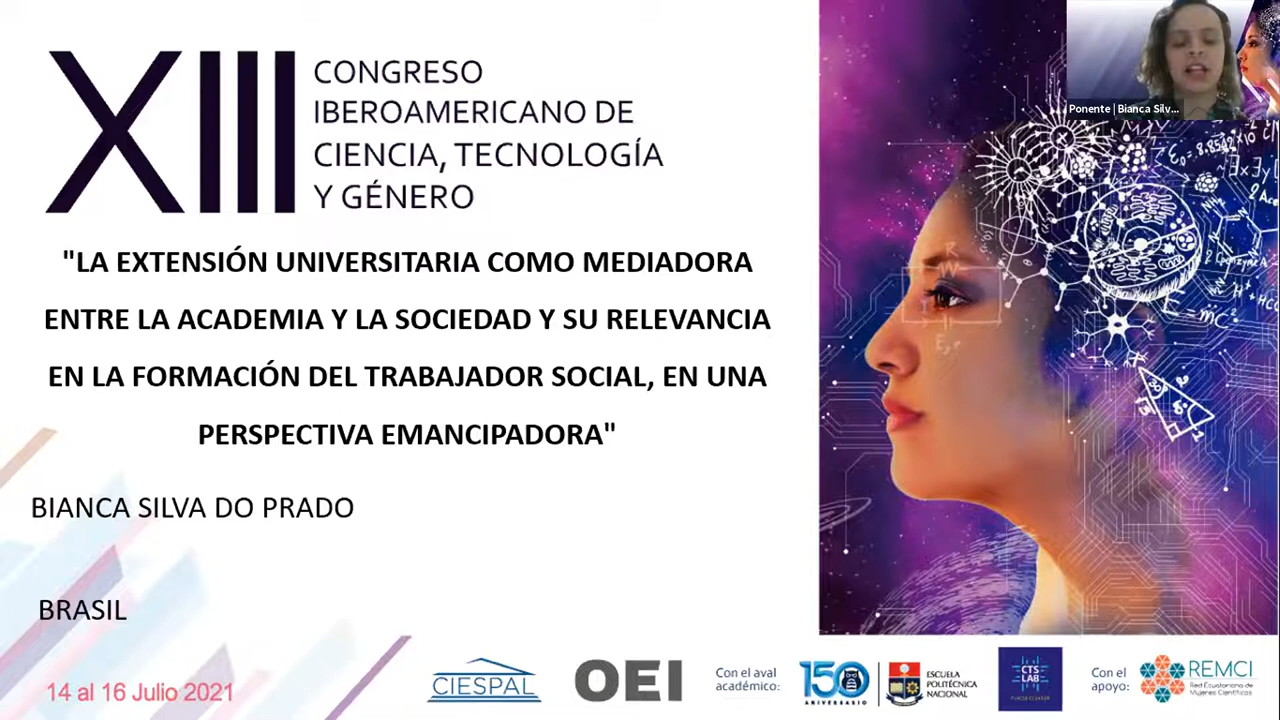 XIII
CONGRESO
IBEROAMERICANO DE
CIENCIA, TECNOLOGÍA
Y GÉNERO
"LA EXTENSIÓN UNIVERSITARIA COMO MEDIADORA
ENTRE LA ACADEMIA Y LA SOCIEDAD Y SU RELEVANCIA
EN LA FORMACIÓN DEL TRABAJADOR SOCIAL, EN UNA
PERSPECTIVA EMANCIPADORA"
BIANCA SILVA DO PRADO
BRASIL
14 al 16 Julio 2021
Ponente | Bianca Silv...
CIESPAL
OEI
Con el aval
académico:
150
ANIVERSARIO
ESCUELA
POLITÉCNICA
NACIONAL
CTS
LAB
FLACSO ECUADOR
Con el
apoyo:
REMCI
Red Ecuatoriana de
Mujeres Científicas